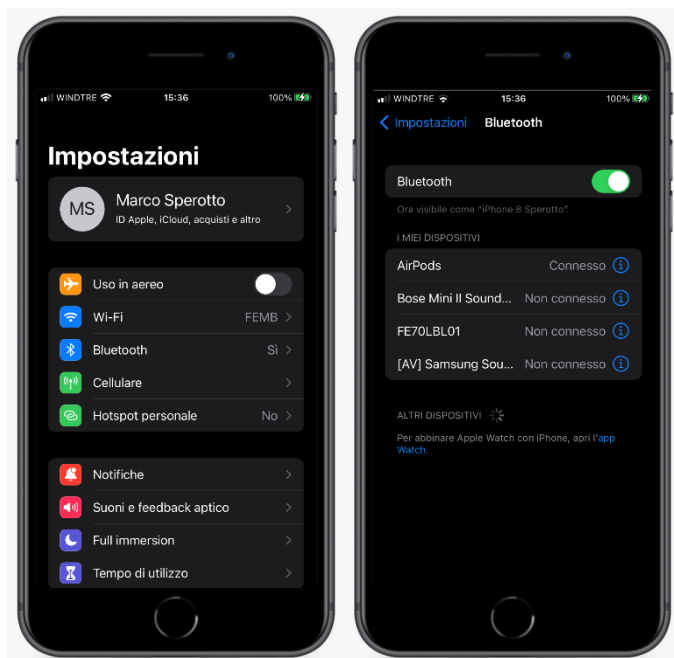 WINDTRE 15:36 100%
Impostazioni
MS
Marco Sperotto
ID Apple, iCloud, acquisti e altro
Uso in aereo
Wi-Fi FEMB
Bluetooth Sì
Cellulare
Hotspot personale No
Notifiche
Suoni e feedback aptico
Full immersion
Tempo di utilizzo
WINDTRE 15:36 100%
Impostazioni Bluetooth
Bluetooth
Ora visibile come "iPhone 8 Sperotto".
I MIEI DISPOSITIVI
AirPods Connesso
Bose Mini II Sound... Non connesso
FE70LBL01 Non connesso
[AV] Samsung Sou... Non connesso
ALTRI DISPOSITIVI
Per abbinare Apple Watch con iPhone, apri l'app
Watch.